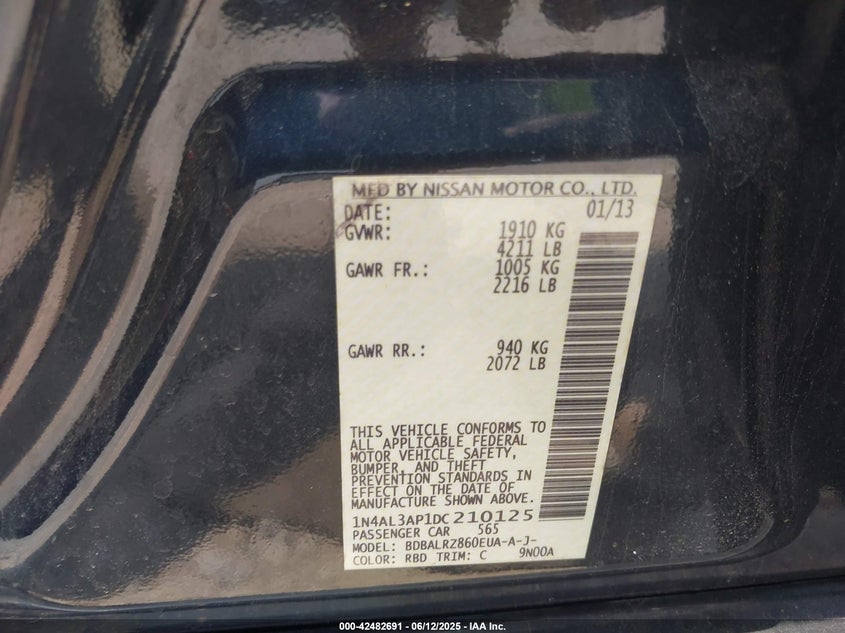 MFD BY NISSAN MOTOR CO., LTD.
DATE: 01/13
GVWR: 1910 KG
4211 LB
GAWR FR.: 1005 KG
2216 LB
GAWR RR.: 940 KG
2072 LB
THIS VEHICLE CONFORMS TO
ALL APPLICABLE FEDERAL
MOTOR VEHICLE SAFETY,
BUMPER, AND THEFT
PREVENTION STANDARDS IN
EFFECT ON THE DATE OF
MANUFACTURE SHOWN ABOVE.
1N4AL3AP1DC210125
PASSENGER CAR 565
MODEL: BDBALRZ860EUA-A-J-
COLOR: RBD TRIM: C 9N00A
000-42482691 - 06/12/2025 - IAA Inc.